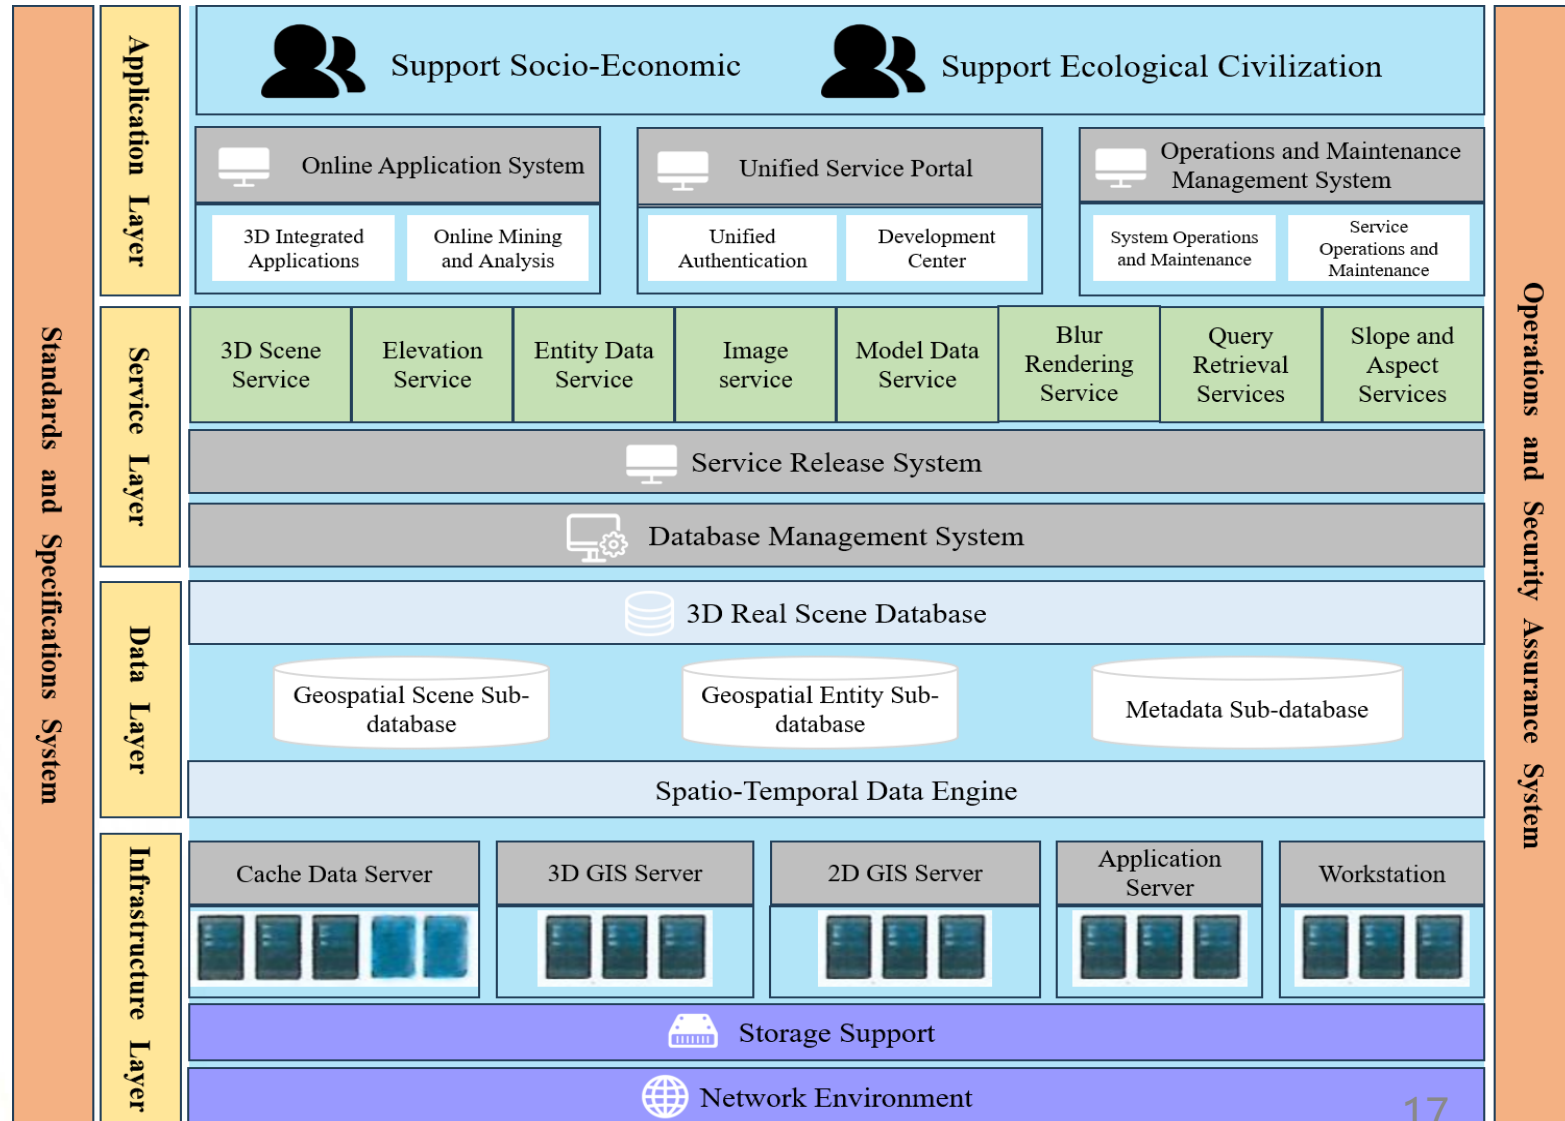 Standards and Specifications System
Application Layer
Support Socio-Economic
Support Ecological Civilization
Online Application System
3D Integrated
Applications
Online Mining
and Analysis
Unified Service Portal
Unified
Authentication
Development
Center
Operations and Maintenance
Management System
System Operations
and Maintenance
Service
Operations and
Maintenance
Service Layer
3D Scene
Service
Elevation
Service
Entity Data
Service
Image
service
Model Data
Service
Blur
Rendering
Service
Query
Retrieval
Services
Slope and
Aspect
Services
Service Release System
Database Management System
Data Layer
3D Real Scene Database
Geospatial Scene Sub-
database
Geospatial Entity Sub-
database
Metadata Sub-database
Spatio-Temporal Data Engine
Infrastructure Layer
Cache Data Server
3D GIS Server
2D GIS Server
Application
Server
Workstation
Storage Support
Network Environment
17
Operations and Security Assurance System